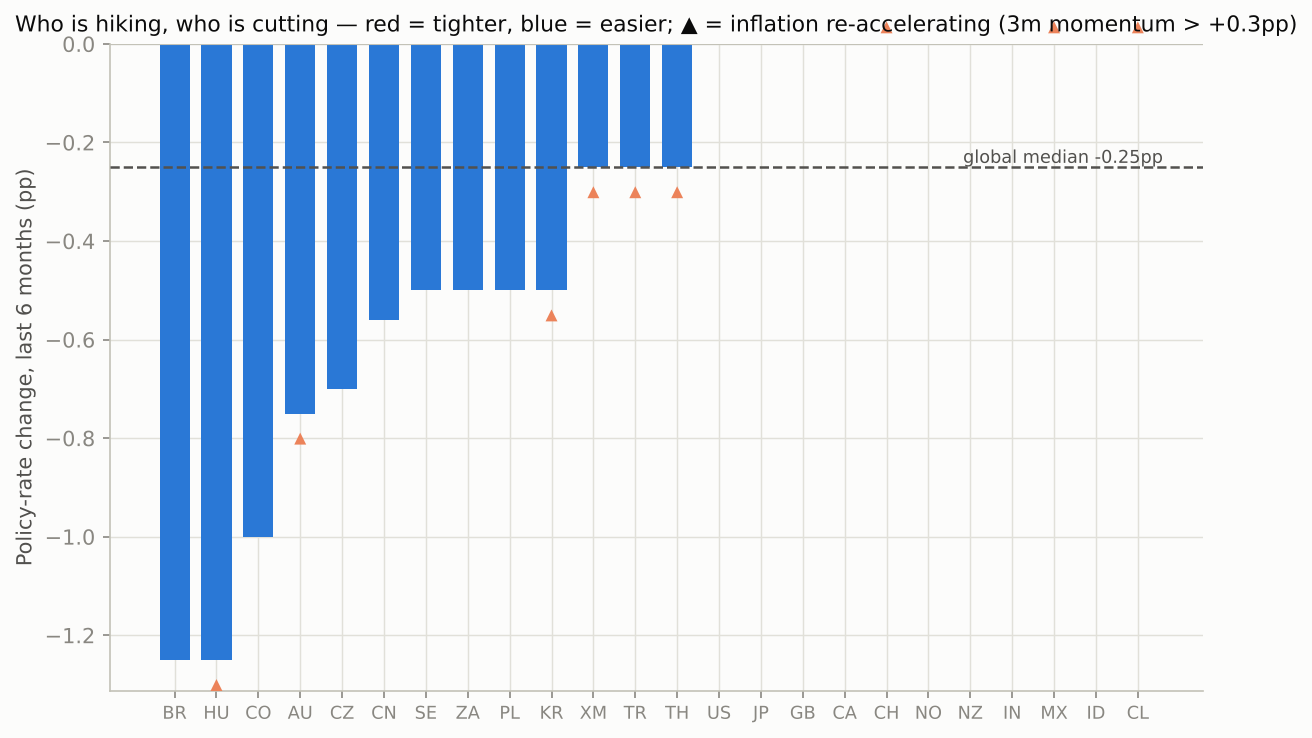 Who is hiking, who is cutting — red = tighter, blue = easier; ▲ = inflation re-accelerating (3m momentum > +0.3pp)
0.0
−0.2
−0.4
−0.6
−0.8
−1.0
−1.2
Policy-rate change, last 6 months (pp)
global median -0.25pp
BR HU CO AU CZ CN SE ZA PL KR XM TR TH US JP GB CA CH NO NZ IN MX ID CL